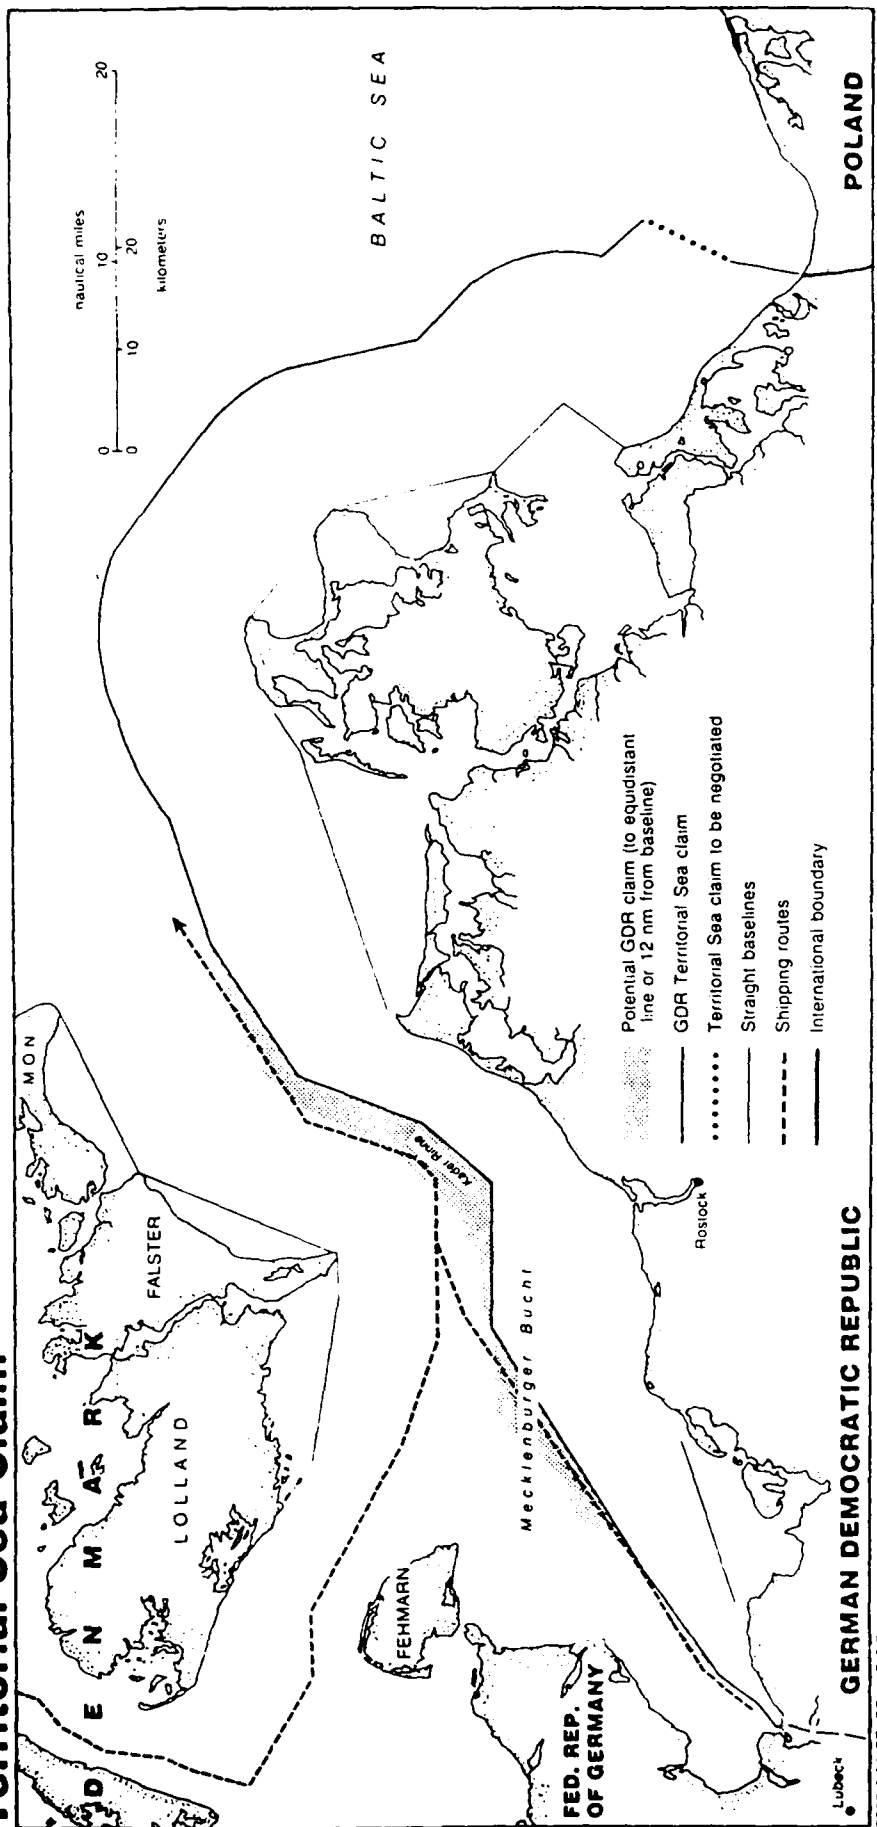 Territorial Sea Claim
nautical miles
0 10 20
0 10 20
kilometers
BALTIC SEA
DENMARK
MON
FALSTER
LOLLAND
FEHMARN
Kadet Rinne
Mecklenburger Bucht
FED. REP.
OF GERMANY
Lubeck
Rostock
GERMAN DEMOCRATIC REPUBLIC
POLAND
Potential GDR claim (to equidistant
line or 12 nm from baseline)
GDR Territorial Sea claim
Territorial Sea claim to be negotiated
Straight baselines
Shipping routes
International boundary